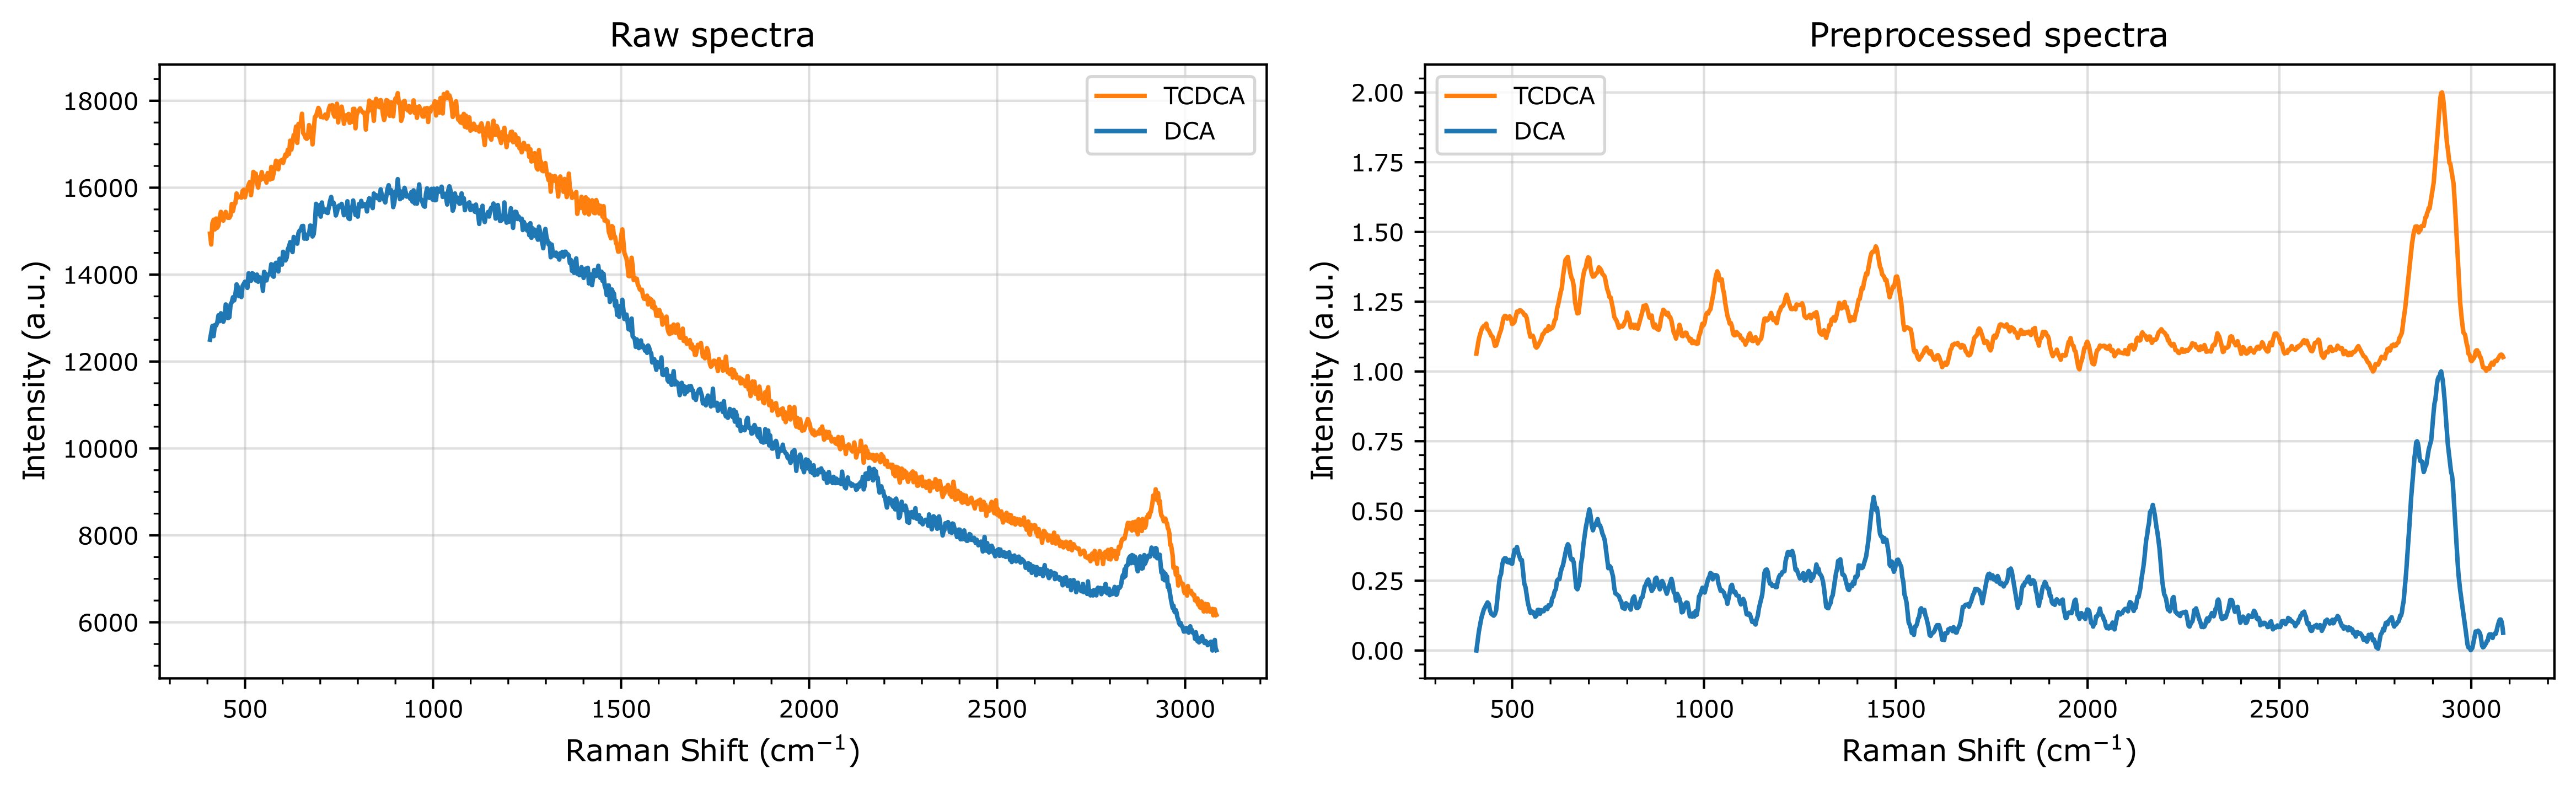 Raw spectra
Intensity (a.u.)
18000
16000
14000
12000
10000
8000
6000
500 1000 1500 2000 2500 3000
Raman Shift (cm⁻¹)
TCDCA
DCA
Preprocessed spectra
Intensity (a.u.)
2.00
1.75
1.50
1.25
1.00
0.75
0.50
0.25
0.00
500 1000 1500 2000 2500 3000
Raman Shift (cm⁻¹)
TCDCA
DCA